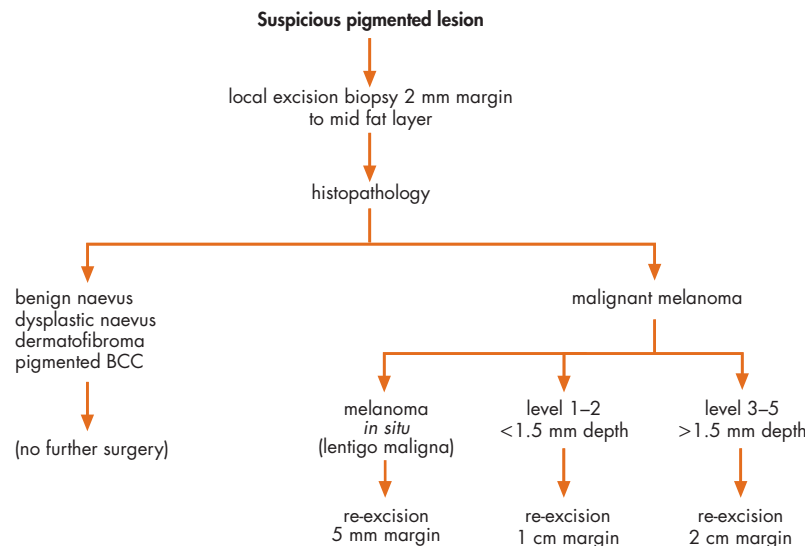 Suspicious pigmented lesion
local excision biopsy 2 mm margin
to mid fat layer
histopathology
benign naevus
dysplastic naevus
dermatofibroma
pigmented BCC
(no further surgery)
malignant melanoma
melanoma
in situ
(lentigo maligna)
re-excision
5 mm margin
level 1–2
<1.5 mm depth
re-excision
1 cm margin
level 3–5
>1.5 mm depth
re-excision
2 cm margin